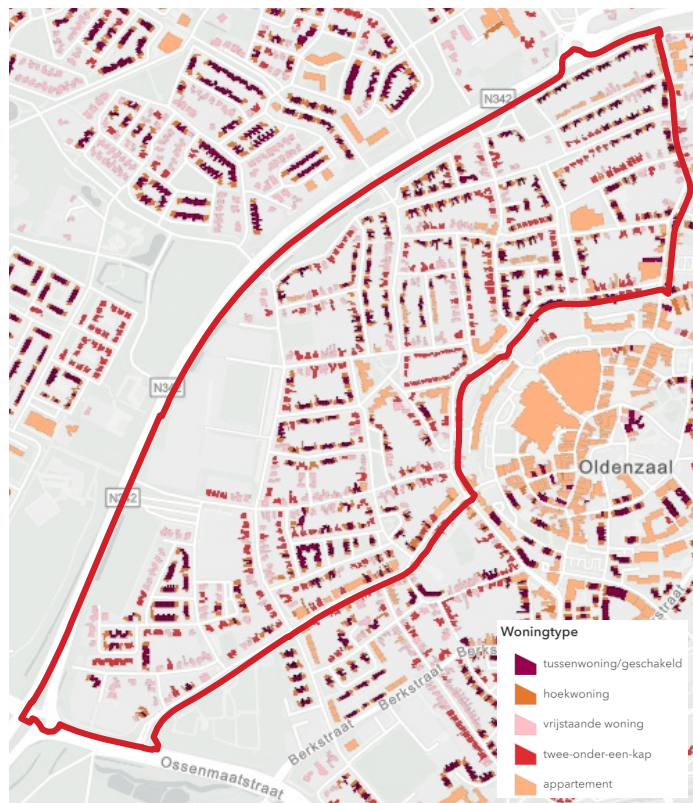 N342
N342
N342
Oldenzaal
Berkstraat
Berks
Berkstraat
Berkstraat
Ossenmaatstraat
Woningtype
tussenwoning/geschakeld
hoekwoning
vrijstaande woning
twee-onder-een-kap
appartement